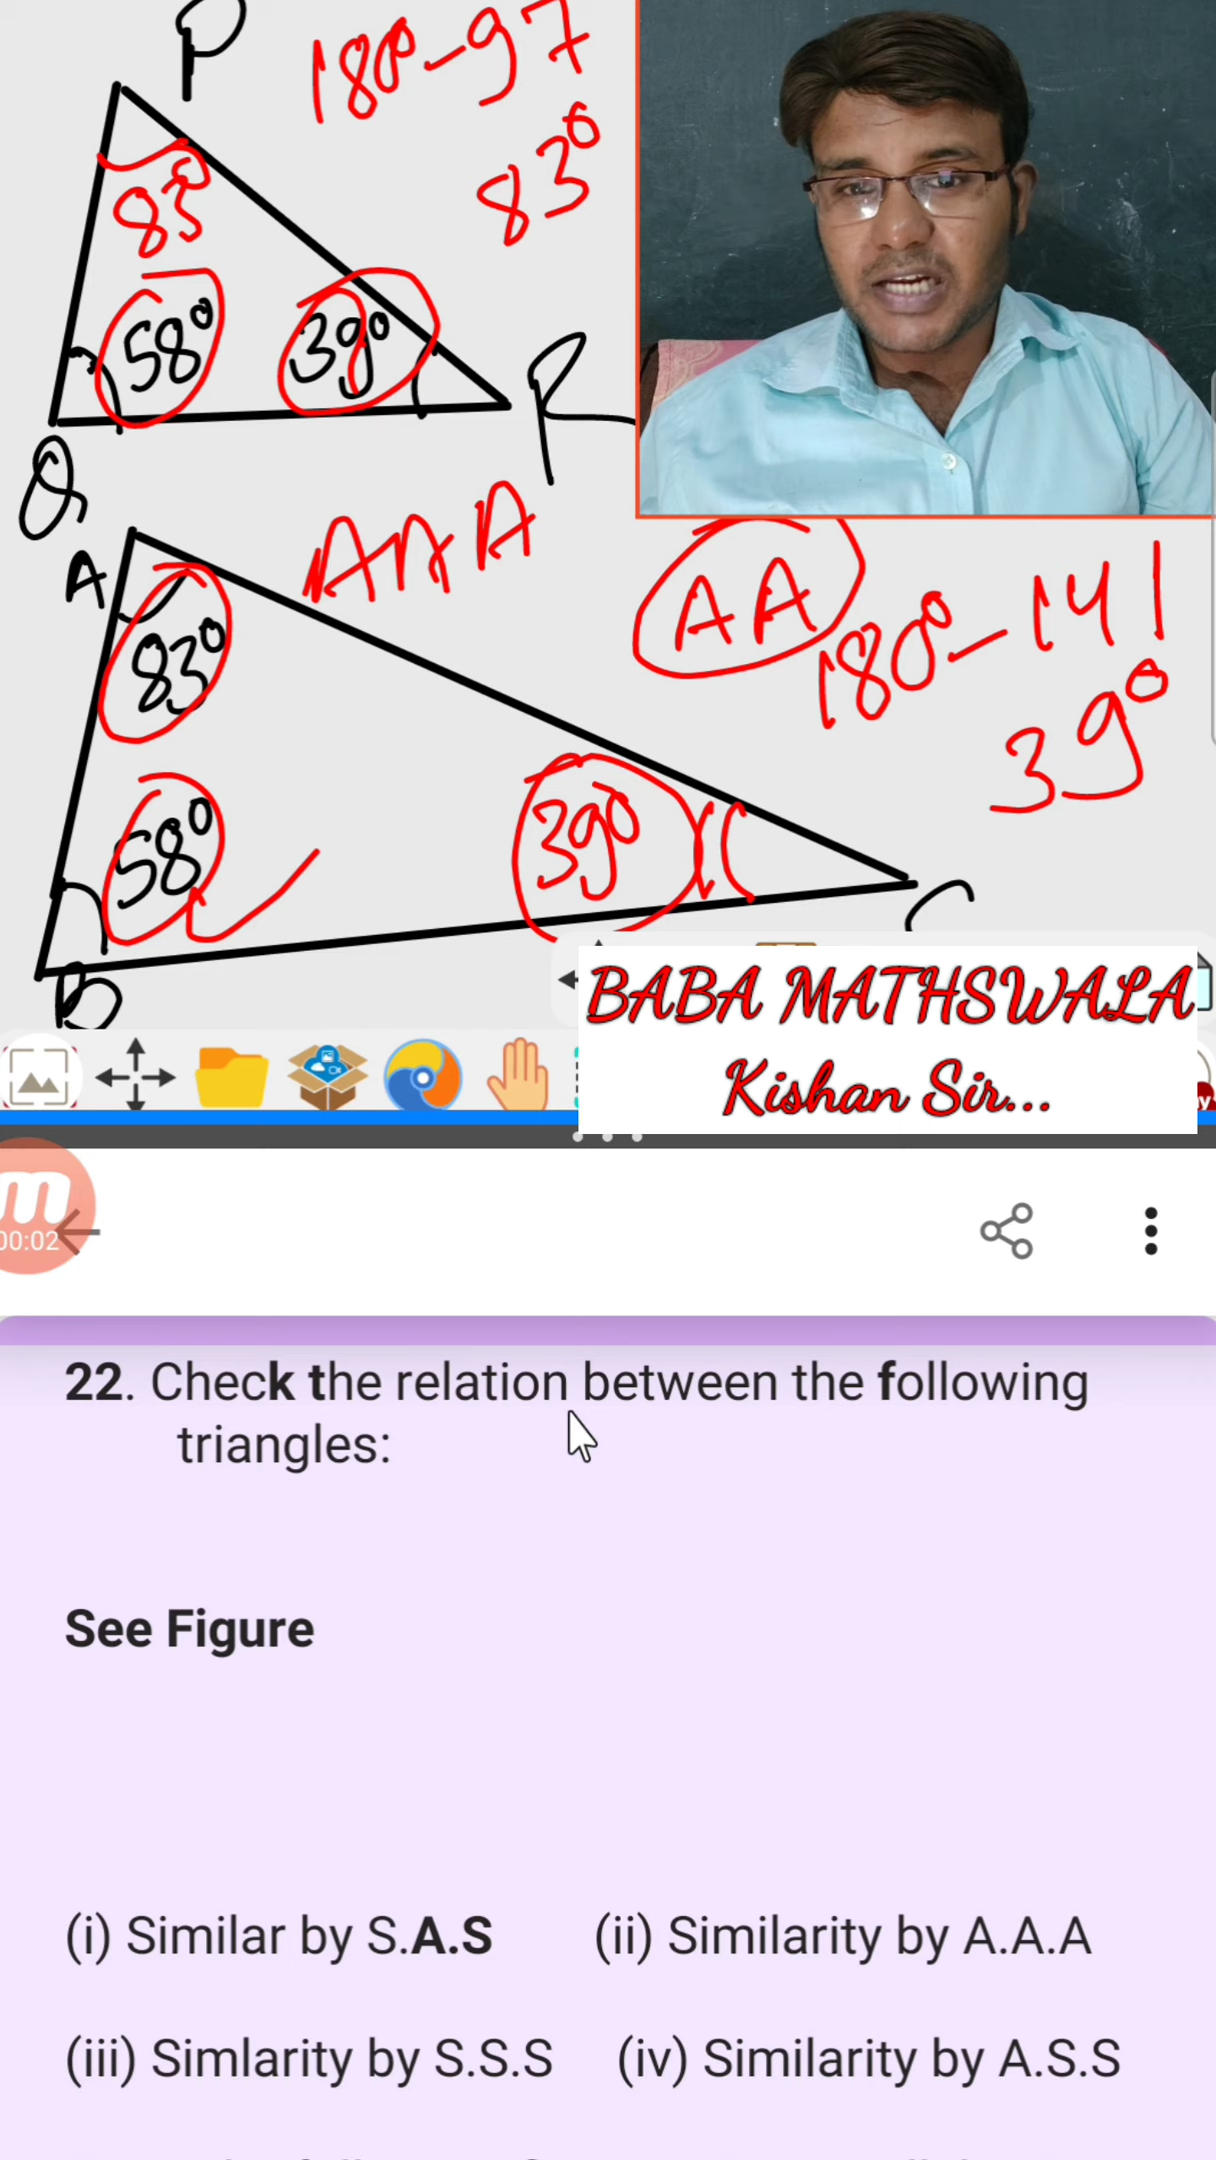 P
180°-97
83°
83°
58° 39°
R
Q
AAA
AA
A
180°-141
83°
39°
58° 39°
C
B
BABA MATHSWALA
Kishan Sir...
00:02
22. Check the relation between the following
triangles:
See Figure
(i) Similar by S.A.S (ii) Similarity by A.A.A
(iii) Simlarity by S.S.S (iv) Similarity by A.S.S